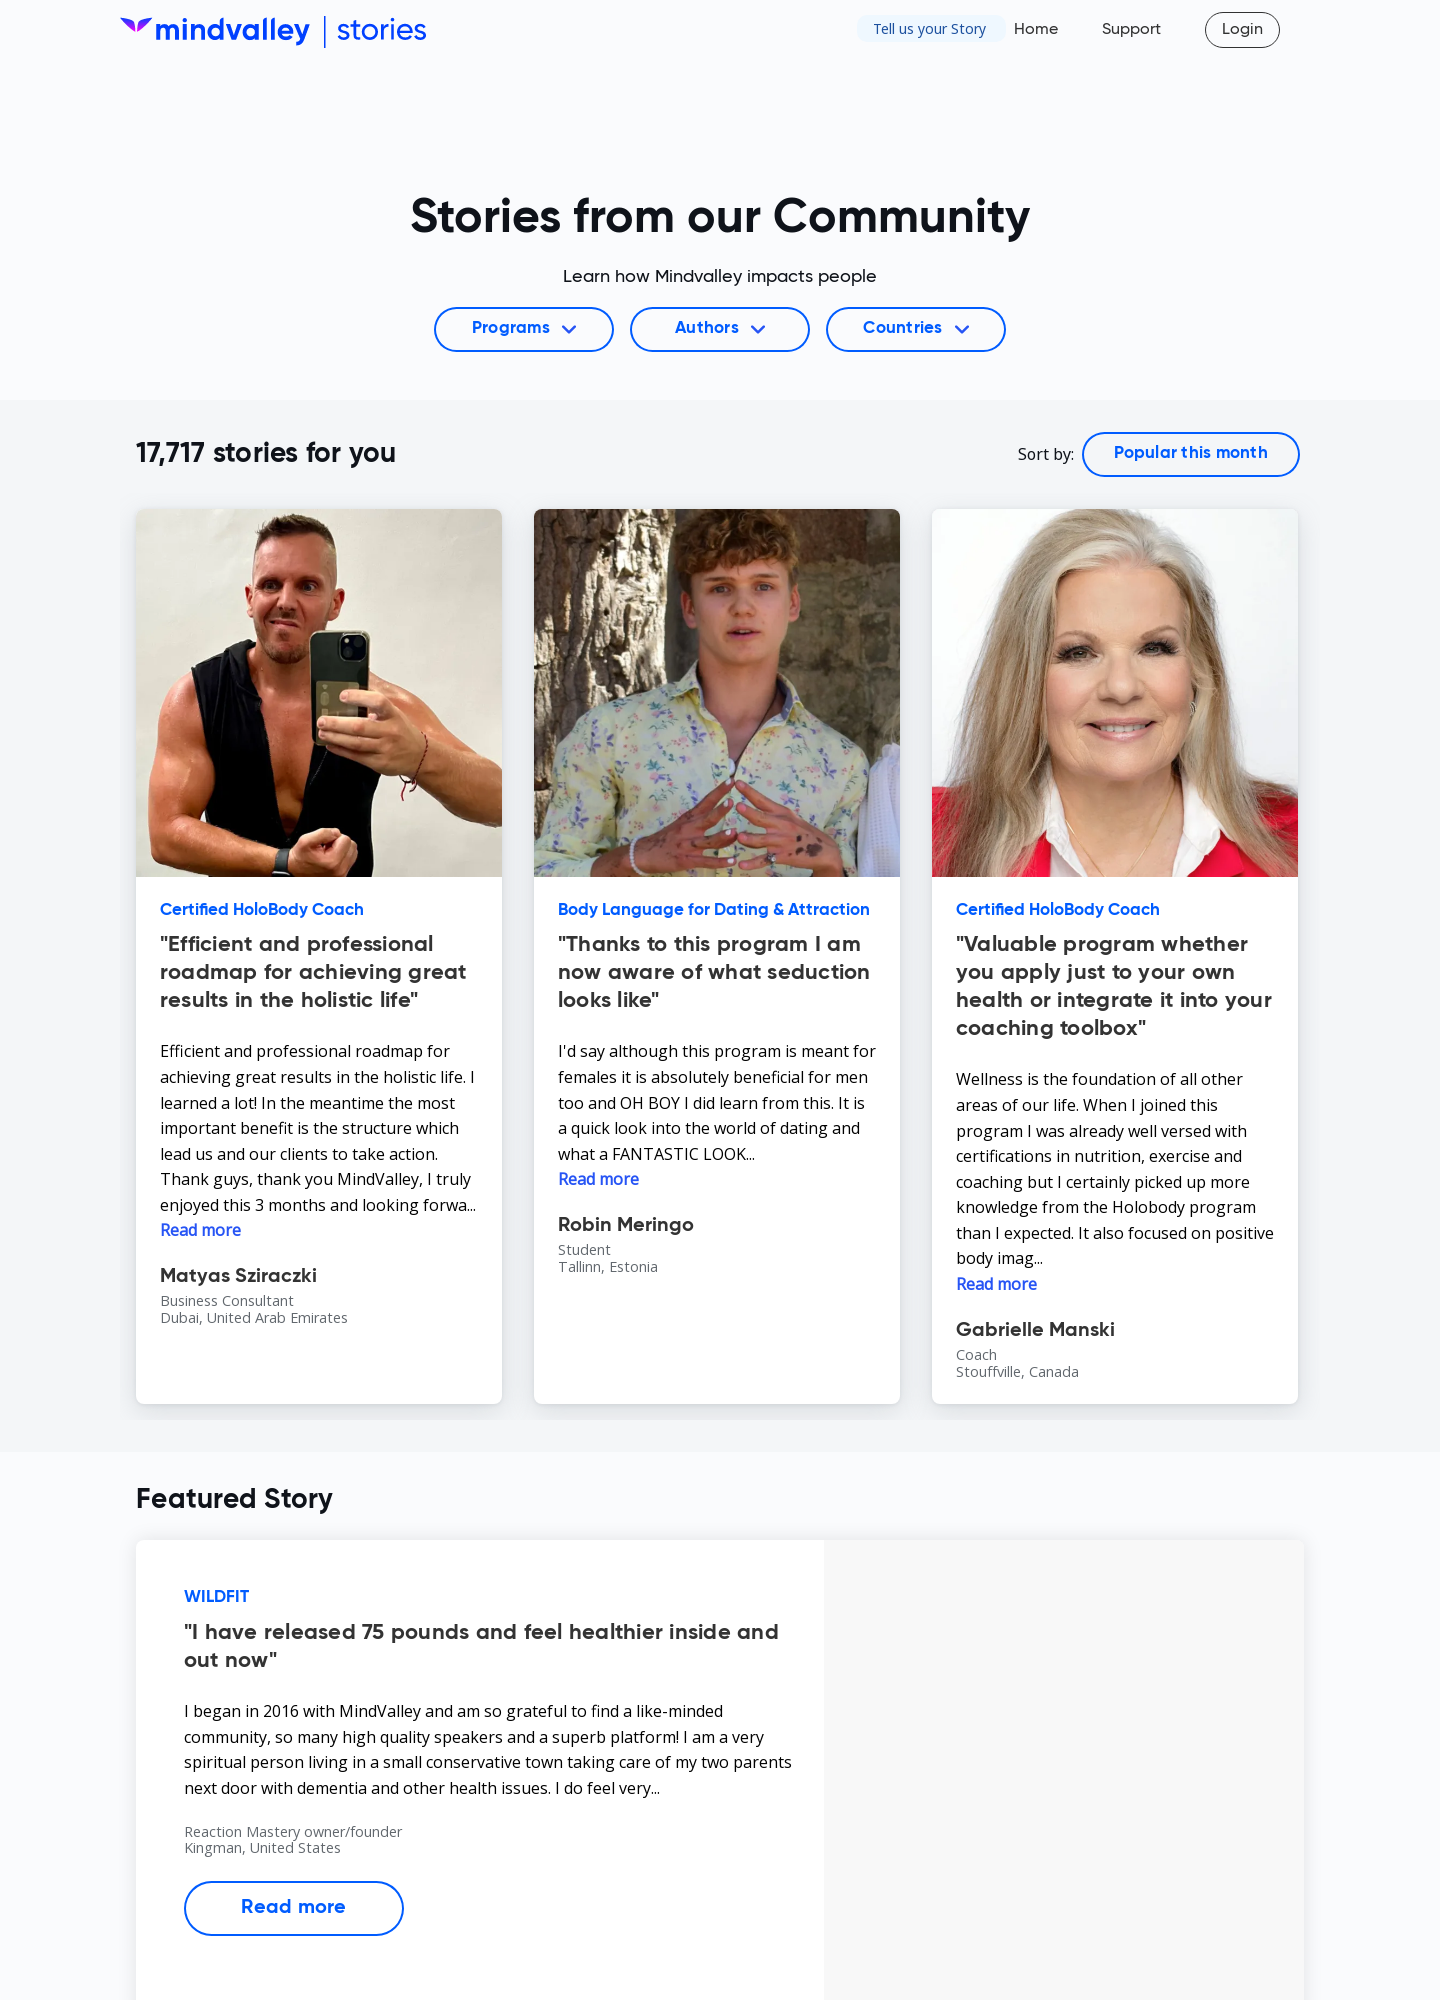 mindvalley | stories
Tell us your Story
Home
Support
Login
Stories from our Community
Learn how Mindvalley impacts people
Programs
Authors
Countries
17,717 stories for you
Sort by:
Popular this month
Certified HoloBody Coach
"Efficient and professional
roadmap for achieving great
results in the holistic life"
Efficient and professional roadmap for
achieving great results in the holistic life. I
learned a lot! In the meantime the most
important benefit is the structure which
lead us and our clients to take action.
Thank guys, thank you MindValley, I truly
enjoyed this 3 months and looking forwa...
Read more
Matyas Sziraczki
Business Consultant
Dubai, United Arab Emirates
Body Language for Dating & Attraction
"Thanks to this program I am
now aware of what seduction
looks like"
I'd say although this program is meant for
females it is absolutely beneficial for men
too and OH BOY I did learn from this. It is
a quick look into the world of dating and
what a FANTASTIC LOOK...
Read more
Robin Meringo
Student
Tallinn, Estonia
Certified HoloBody Coach
"Valuable program whether
you apply just to your own
health or integrate it into your
coaching toolbox"
Wellness is the foundation of all other
areas of our life. When I joined this
program I was already well versed with
certifications in nutrition, exercise and
coaching but I certainly picked up more
knowledge from the Holobody program
than I expected. It also focused on positive
body imag...
Read more
Gabrielle Manski
Coach
Stouffville, Canada
Featured Story
WILDFIT
"I have released 75 pounds and feel healthier inside and
out now"
I began in 2016 with MindValley and am so grateful to find a like-minded
community, so many high quality speakers and a superb platform! I am a very
spiritual person living in a small conservative town taking care of my two parents
next door with dementia and other health issues. I do feel very...
Reaction Mastery owner/founder
Kingman, United States
Read more